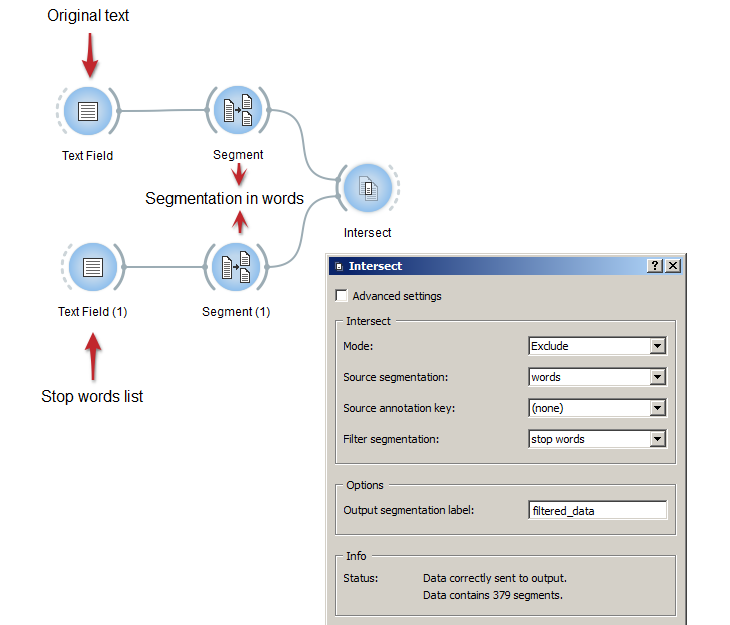 Original text
Text Field
Segment
Segmentation in words
Intersect
Text Field (1)
Segment (1)
Stop words list
Intersect
? X
Advanced settings
Intersect
Mode: Exclude
Source segmentation: words
Source annotation key: (none)
Filter segmentation: stop words
Options
Output segmentation label: filtered_data
Info
Status: Data correctly sent to output.
Data contains 379 segments.